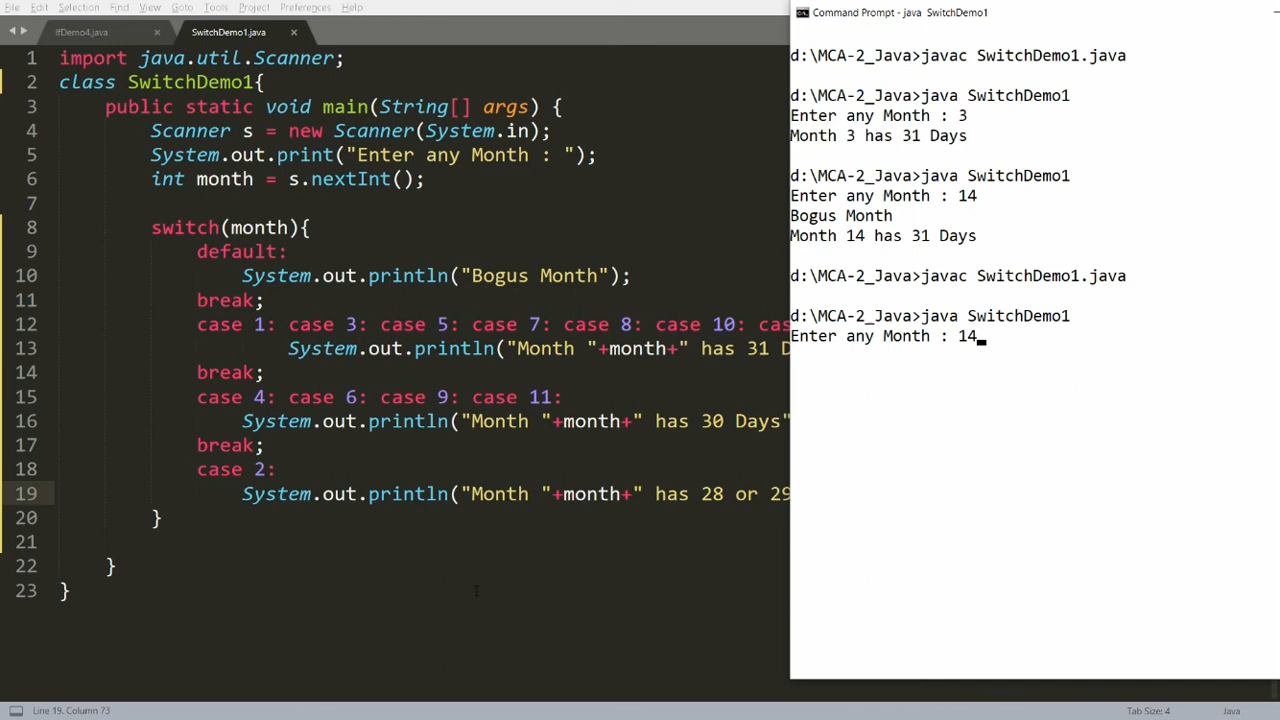 File Edit Selection Find View Goto Tools Project Preferences Help
IfDemo4.java × SwitchDemo1.java ×
1 import java.util.Scanner;
2 class SwitchDemo1{
3 public static void main(String[] args) {
4 Scanner s = new Scanner(System.in);
5 System.out.print("Enter any Month : ");
6 int month = s.nextInt();
7
8 switch(month){
9 default:
10 System.out.println("Bogus Month");
11 break;
12 case 1: case 3: case 5: case 7: case 8: case 10: cas
13 System.out.println("Month "+month+" has 31 D
14 break;
15 case 4: case 6: case 9: case 11:
16 System.out.println("Month "+month+" has 30 Days"
17 break;
18 case 2:
19 System.out.println("Month "+month+" has 28 or 29
20 }
21
22 }
23 }
Line 19, Column 73
Tab Size: 4 Java
Command Prompt - java SwitchDemo1
d:\MCA-2_Java>javac SwitchDemo1.java
d:\MCA-2_Java>java SwitchDemo1
Enter any Month : 3
Month 3 has 31 Days
d:\MCA-2_Java>java SwitchDemo1
Enter any Month : 14
Bogus Month
Month 14 has 31 Days
d:\MCA-2_Java>javac SwitchDemo1.java
d:\MCA-2_Java>java SwitchDemo1
Enter any Month : 14